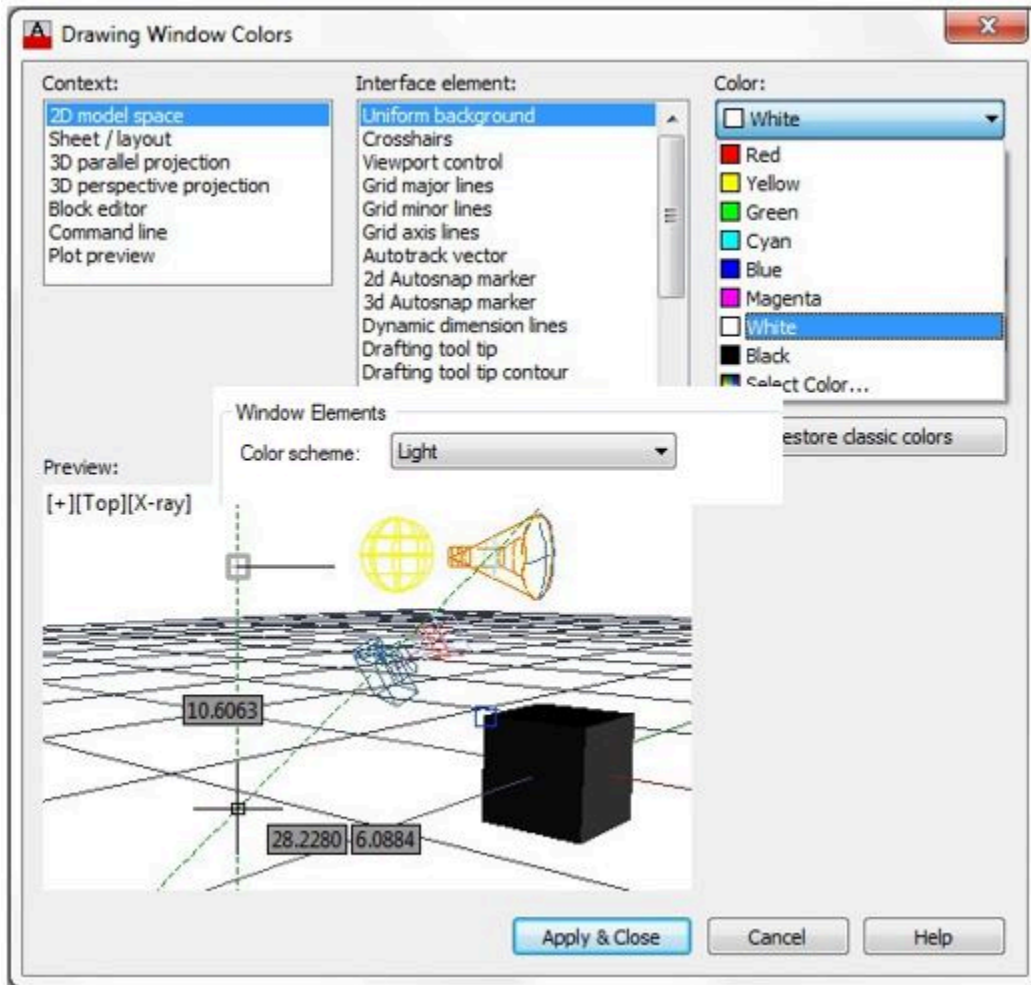 Drawing Window Colors
Context:
2D model space
Sheet / layout
3D parallel projection
3D perspective projection
Block editor
Command line
Plot preview
Interface element:
Uniform background
Crosshairs
Viewport control
Grid major lines
Grid minor lines
Grid axis lines
Autotrack vector
2d Autosnap marker
3d Autosnap marker
Dynamic dimension lines
Drafting tool tip
Drafting tool tip contour
Color:
White
Red
Yellow
Green
Cyan
Blue
Magenta
White
Black
Select Color...
estore classic colors
Window Elements
Color scheme: Light
Preview:
[+][Top][X-ray]
10.6063
28.2280 6.0884
Apply & Close Cancel Help